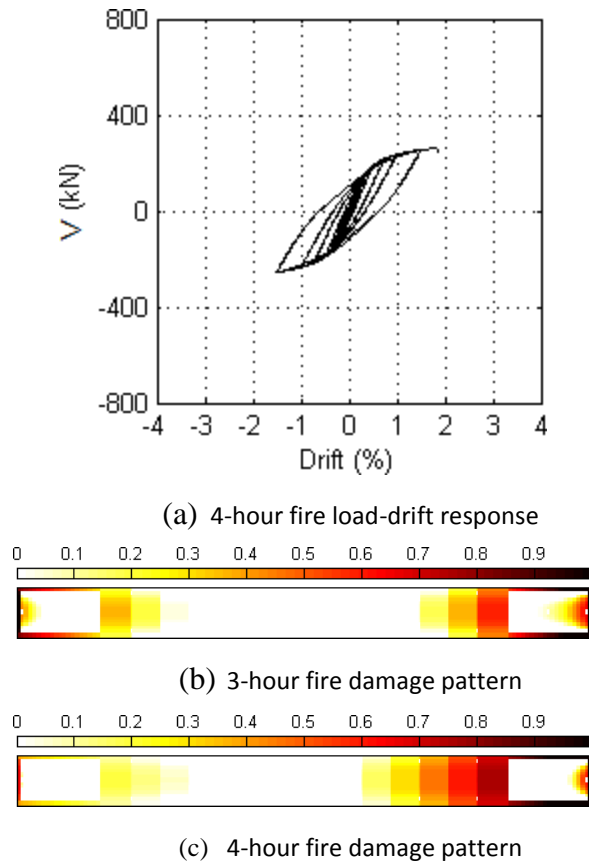 800
400
0
-400
-800
V (kN)
-4 -3 -2 -1 0 1 2 3 4
Drift (%)
(a) 4-hour fire load-drift response
0 0.1 0.2 0.3 0.4 0.5 0.6 0.7 0.8 0.9
(b) 3-hour fire damage pattern
0 0.1 0.2 0.3 0.4 0.5 0.6 0.7 0.8 0.9
(c) 4-hour fire damage pattern